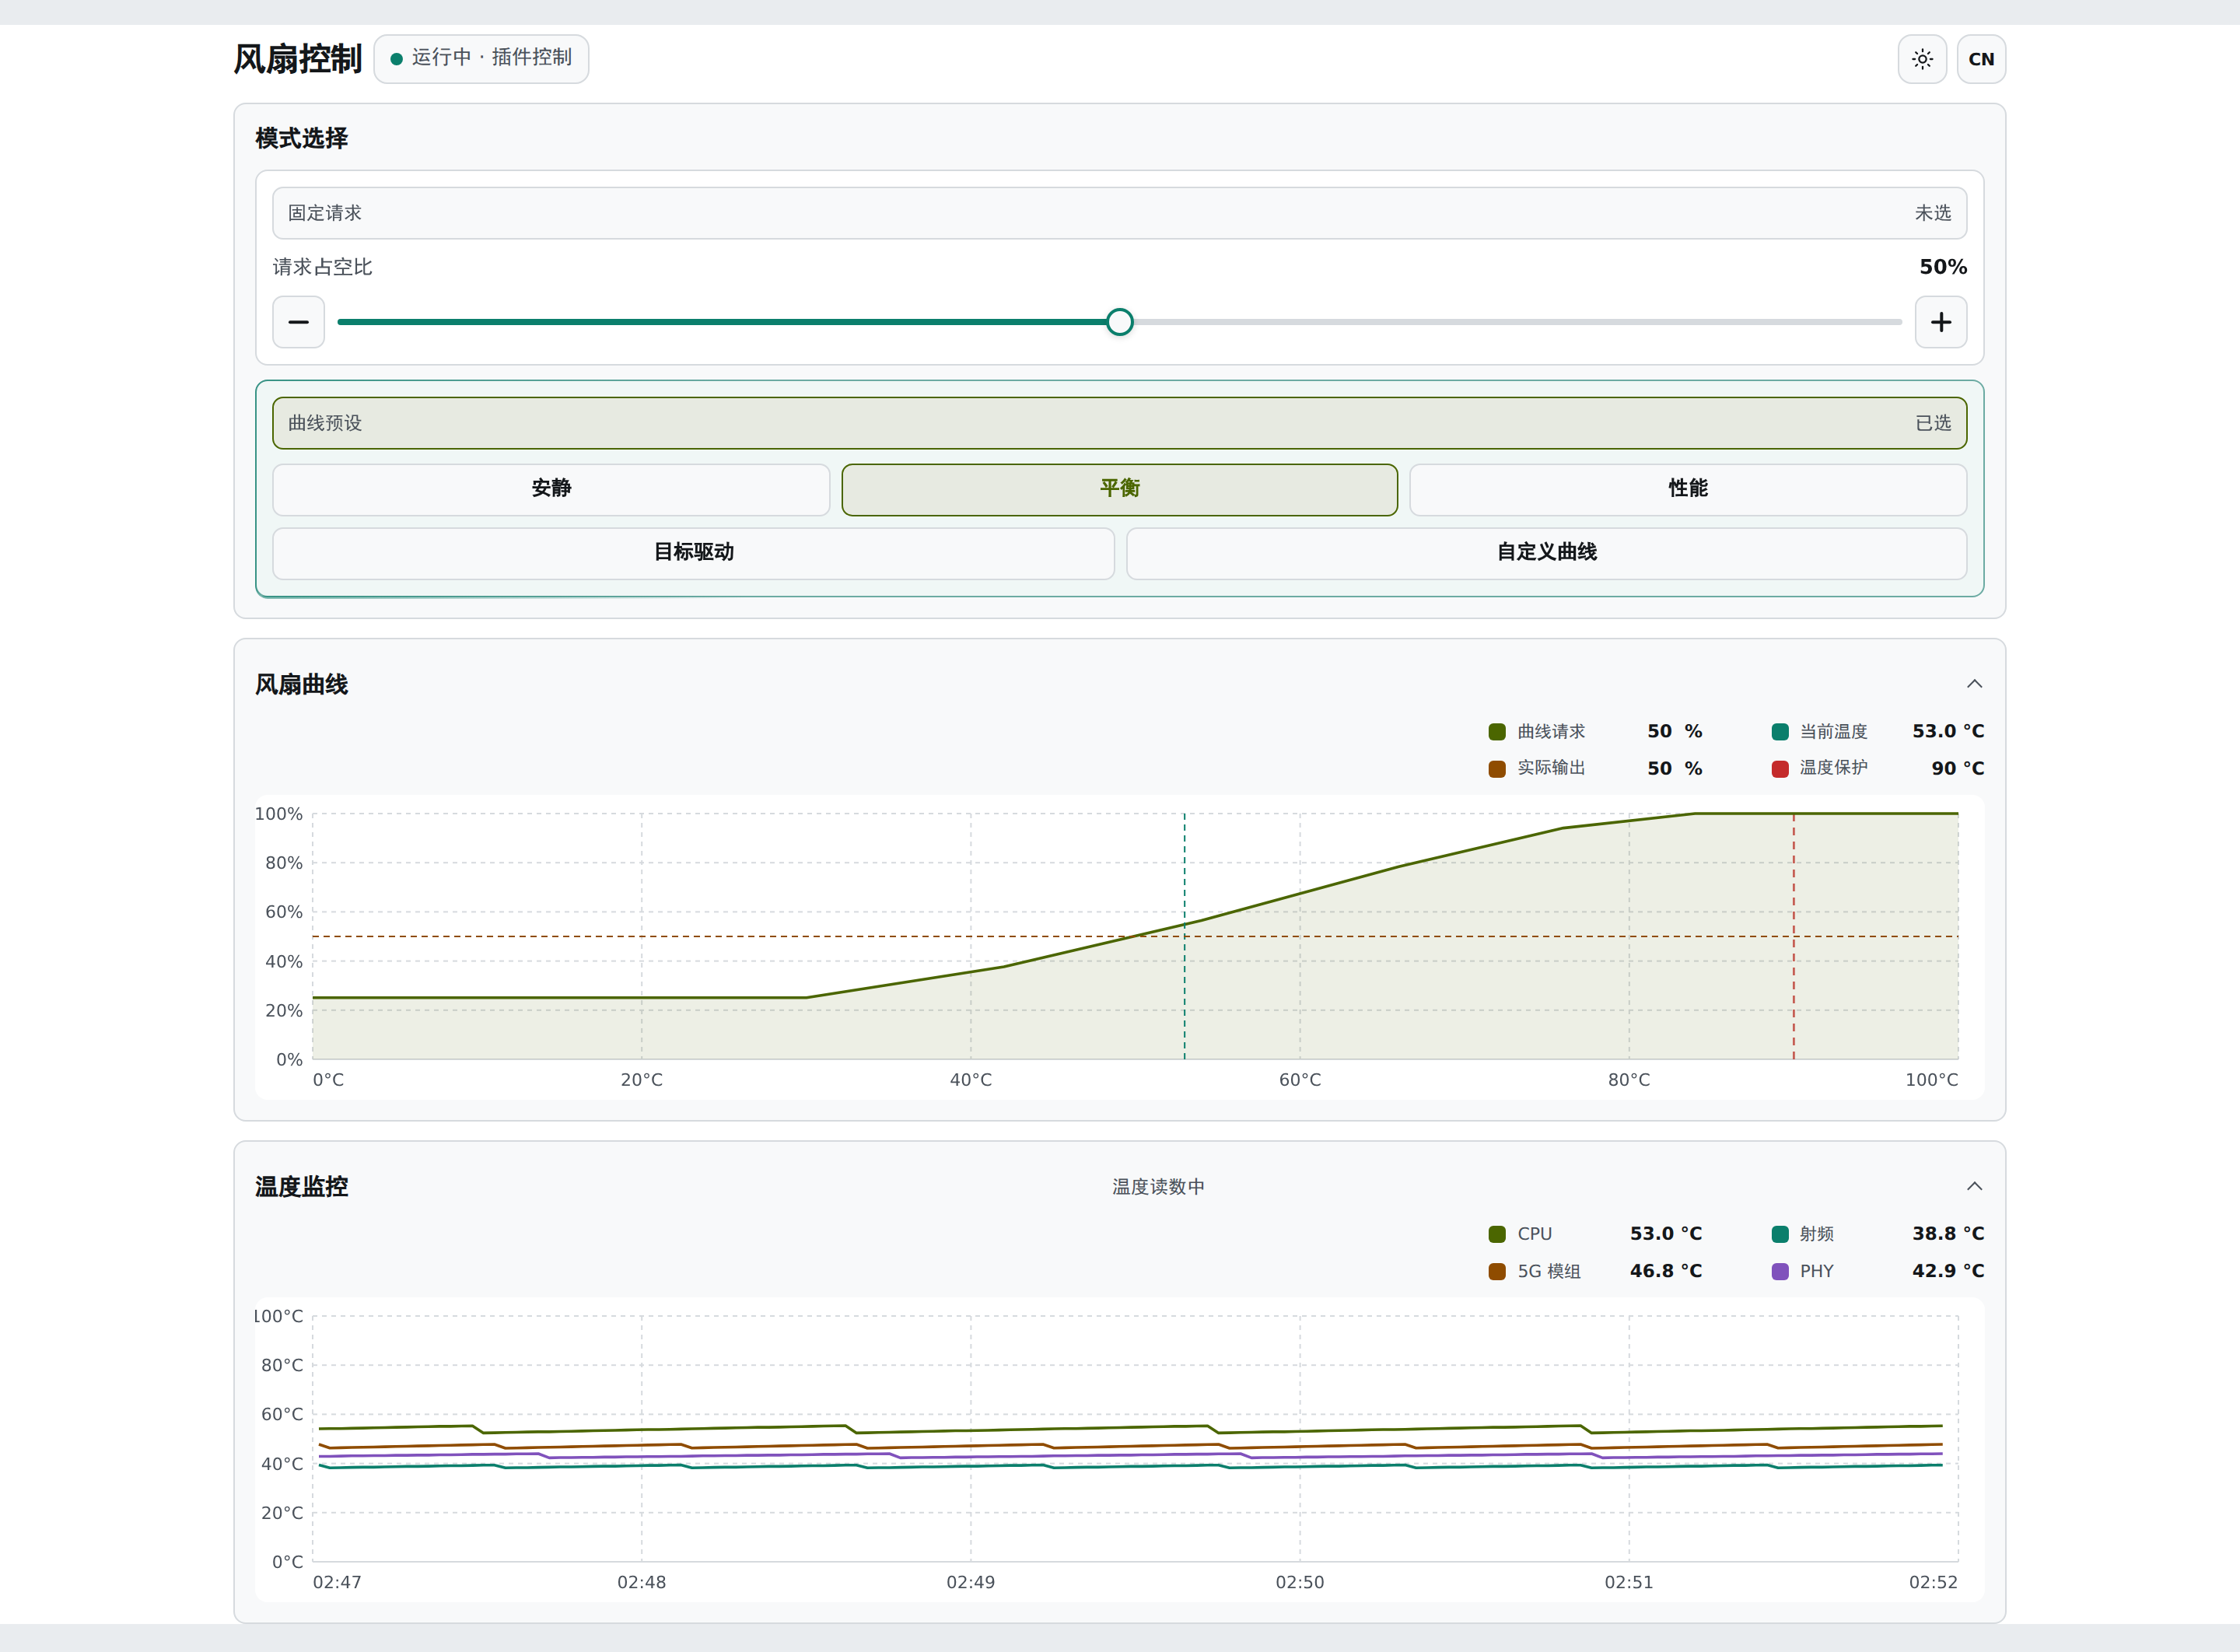 风扇控制 运行中 · 插件控制 CN
模式选择
固定请求 未选
请求占空比 50%
曲线预设 已选
安静 平衡 性能
目标驱动 自定义曲线
风扇曲线
曲线请求 50 % 当前温度 53.0 °C
实际输出 50 % 温度保护 90 °C
100%
80%
60%
40%
20%
0%
0°C 20°C 40°C 60°C 80°C 100°C
温度监控 温度读数中
CPU 53.0 °C 射频 38.8 °C
5G 模组 46.8 °C PHY 42.9 °C
100°C
80°C
60°C
40°C
20°C
0°C
02:47 02:48 02:49 02:50 02:51 02:52